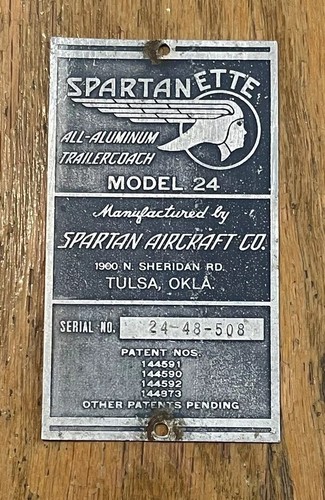 SPARTANETTE
ALL-ALUMINUM
TRAILERCOACH
MODEL 24
Manufactured by
SPARTAN AIRCRAFT CO.
1900 N. SHERIDAN RD.
TULSA, OKLA.
SERIAL NO. 24-48-508
PATENT NOS.
144591
144590
144592
144973
OTHER PATENTS PENDING